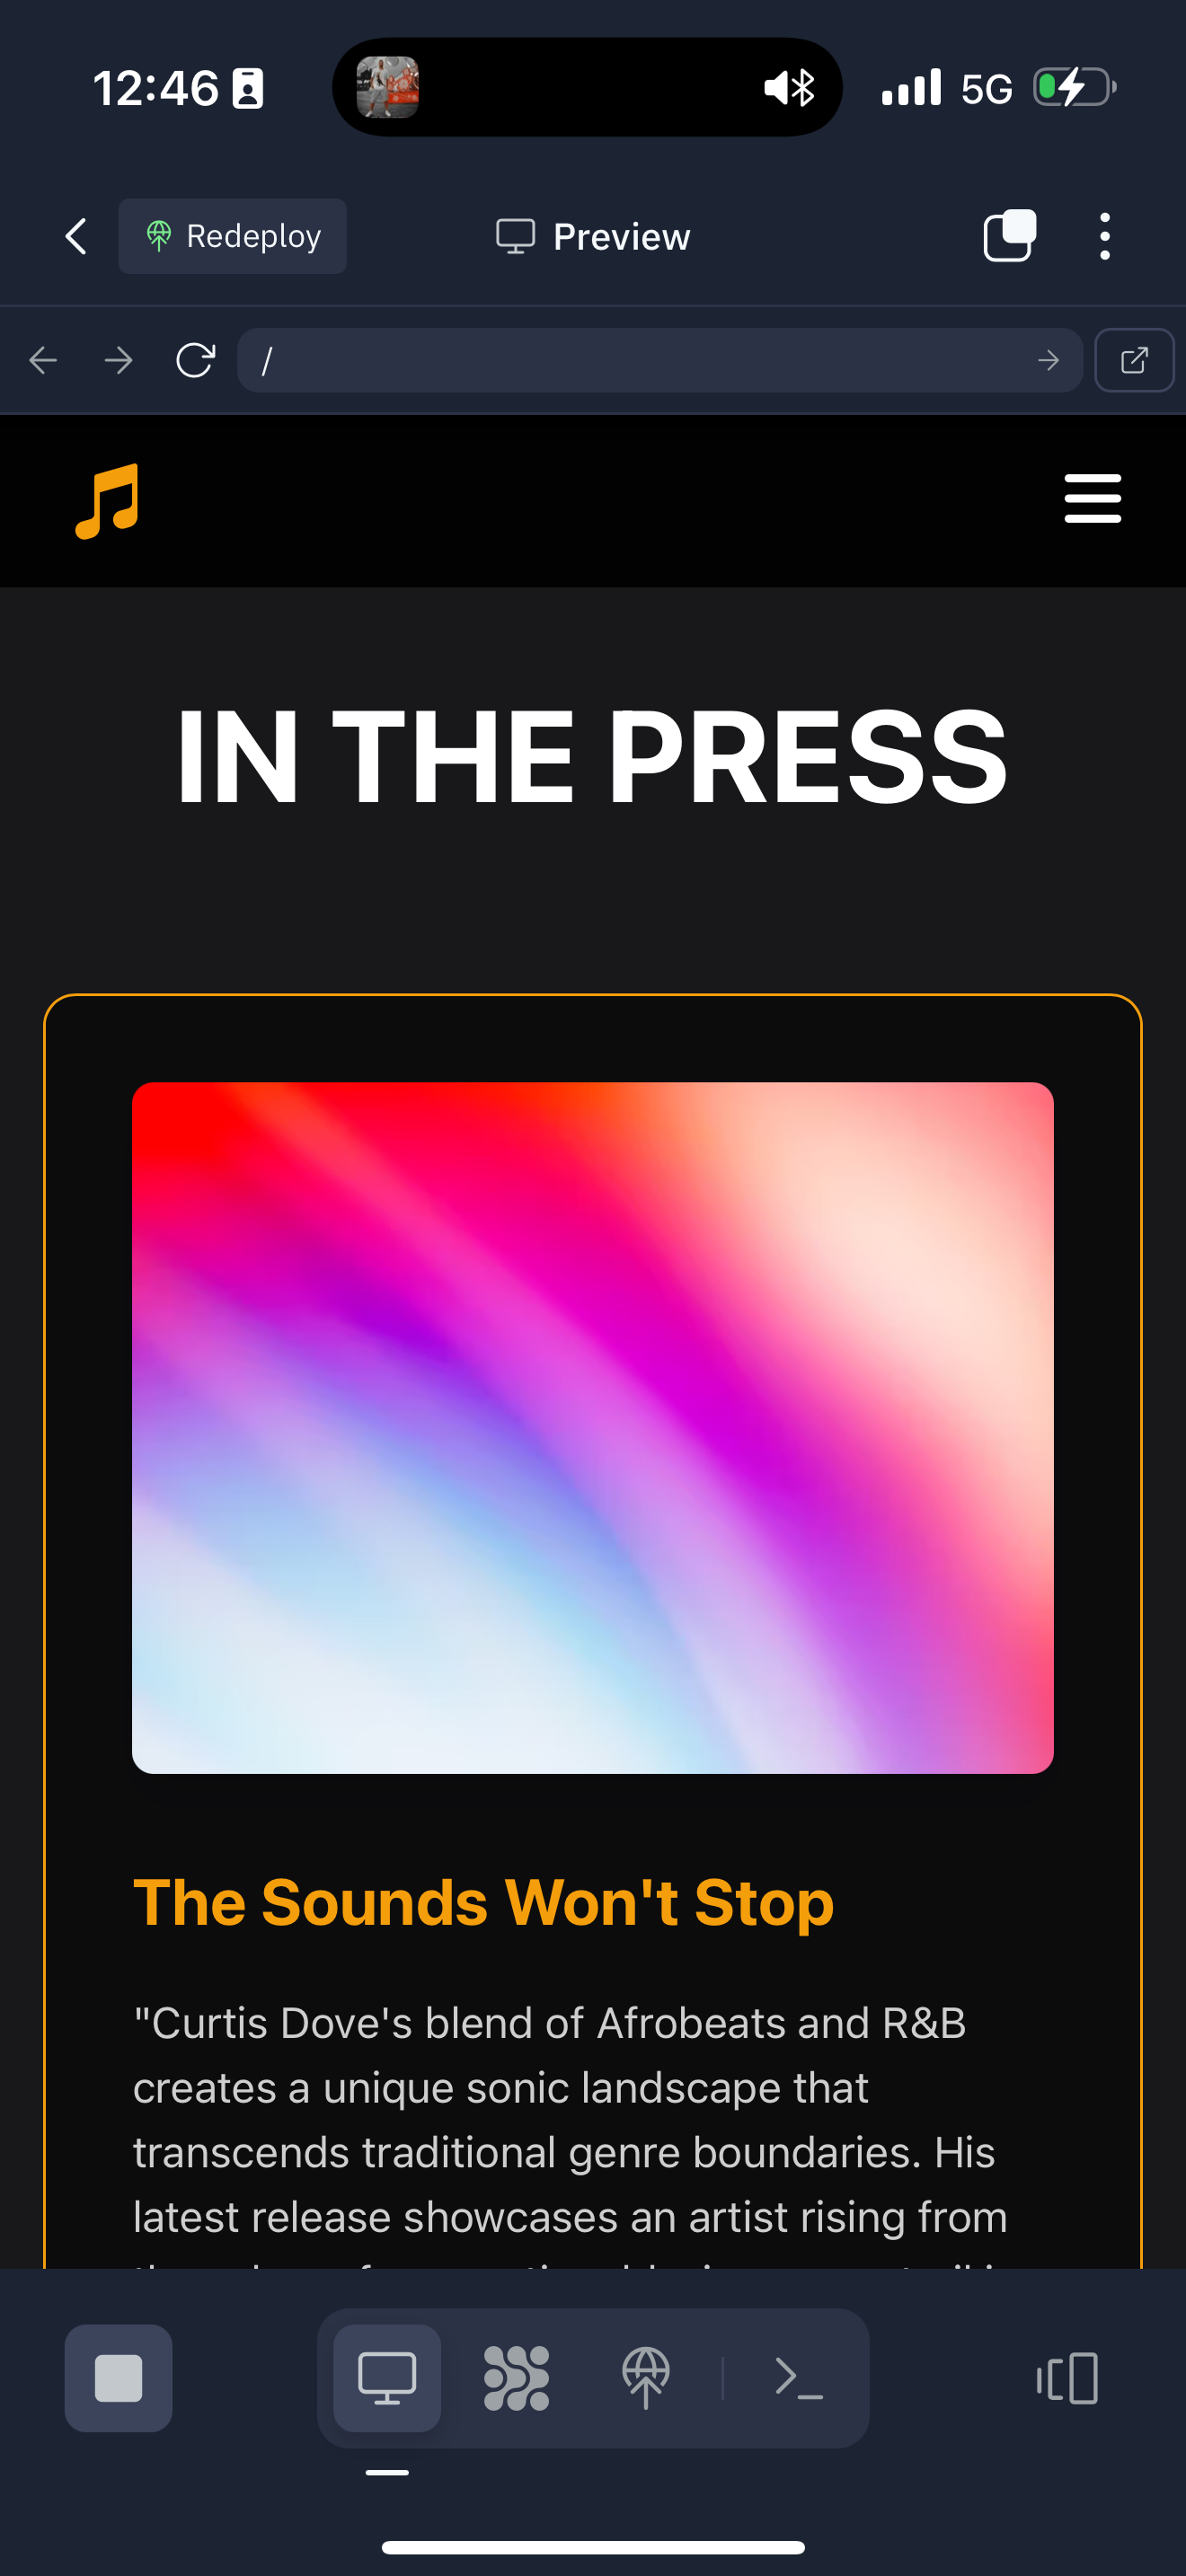 12:46
5G
Redeploy
Preview
/
IN THE PRESS
The Sounds Won't Stop
"Curtis Dove's blend of Afrobeats and R&B
creates a unique sonic landscape that
transcends traditional genre boundaries. His
latest release showcases an artist rising from